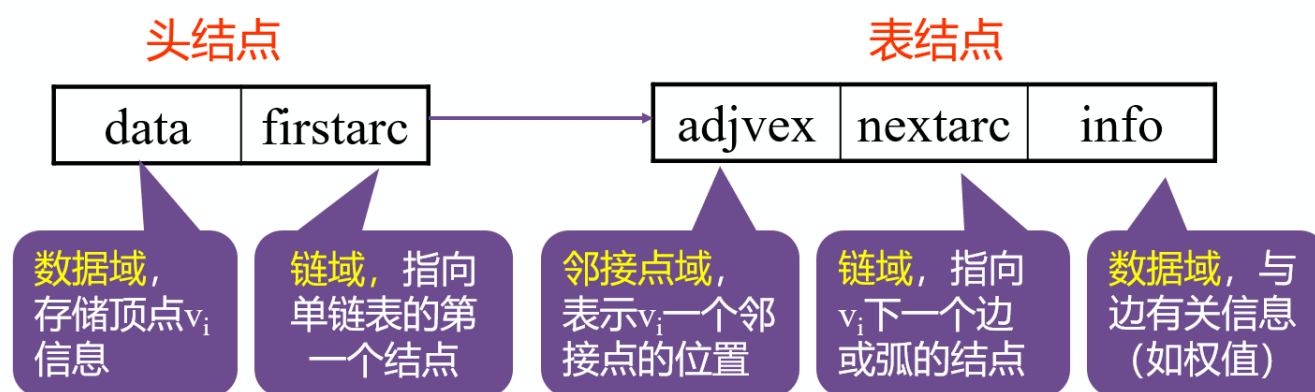 头结点
表结点
data
firstarc
adjvex
nextarc
info
数据域，
存储顶点vi
信息
链域，指向
单链表的第
一个结点
邻接点域，
表示vi一个邻
接点的位置
链域，指向
vi下一个边
或弧的结点
数据域，与
边有关信息
（如权值）